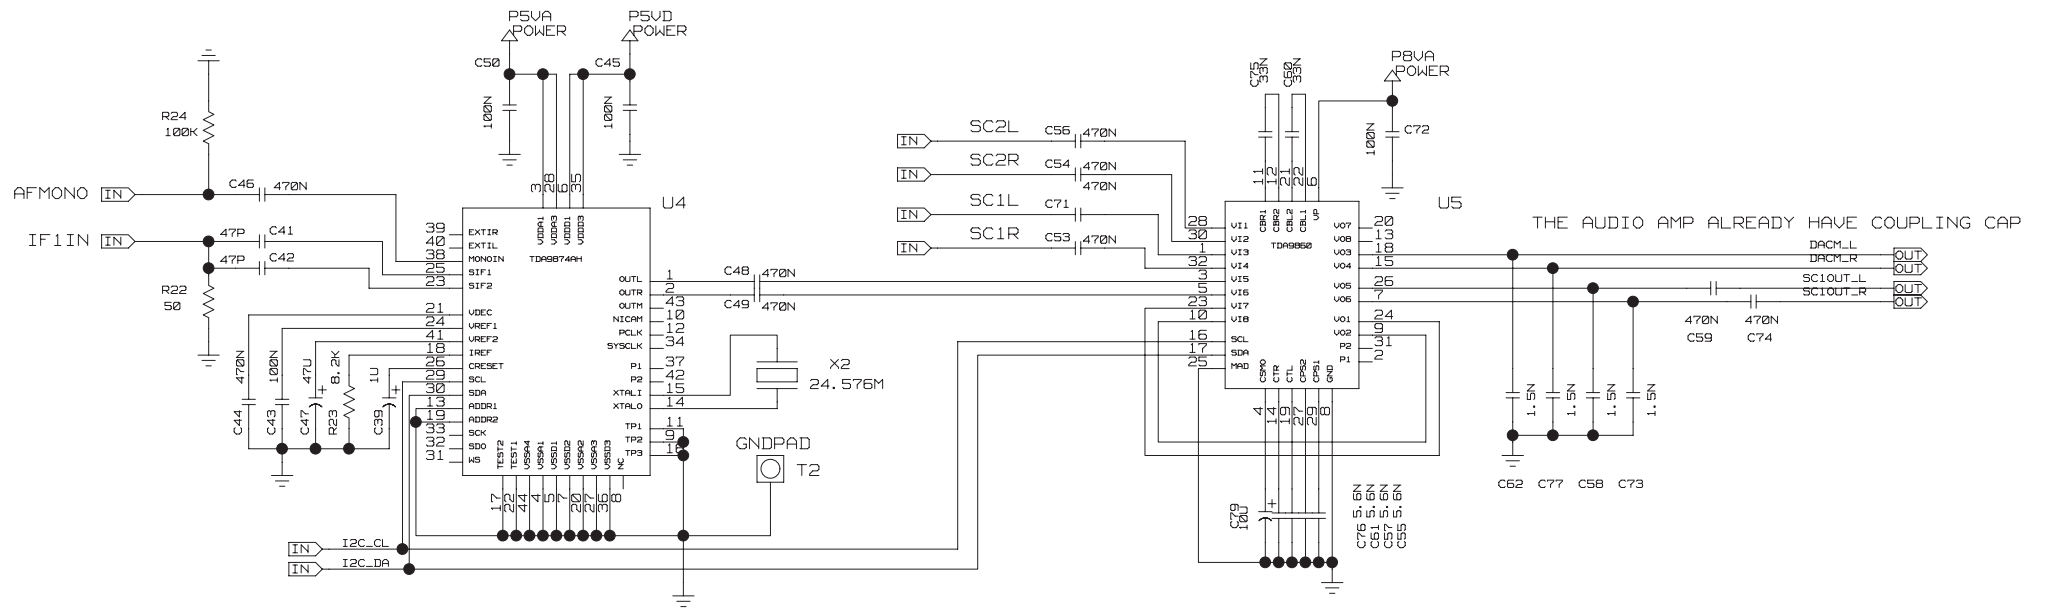 P5VA
POWER
P5VD
POWER
C50
C45
100N
100N
R24
100K
AFMONO
IN
C46
470N
IF1IN
IN
47P
C41
47P
C42
R22
50
U4
TDA9874AH
3
28
6
35
VDDA1
VDDA3
VDDD1
VDDD3
39 EXTIR
40 EXTIL
38 MONOIN
25 SIF1
23 SIF2
21 VDEC
24 VREF1
41 VREF2
18 IREF
26 CRESET
29 SCL
30 SDA
13 ADDR1
19 ADDR2
33 SCK
32 SDO
31 WS
OUTL 1
OUTR 2
OUTM 43
NICAM 10
PCLK 12
SYSCLK 34
P1 37
P2 42
XTALI 15
XTALO 14
TP1 11
TP2 9
TP3 16
TEST2
TEST1
VSSA4
VSSA1
VSSD1
VSSD2
VSSA2
VSSA3
VSSD3
NC
17
22
44
4
5
7
20
27
36
8
470N
C44
100N
C43
47U
C47
8.2K
R23
1U
C39
C48
470N
C49
470N
X2
24.576M
GNDPAD
T2
IN
I2C_CL
IN
I2C_DA
IN
SC2L
C56
470N
IN
SC2R
C54
470N
470N
IN
SC1L
C71
IN
SC1R
C53
470N
C75
33N
C60
33N
P8VA
POWER
100N
C72
U5
TDA9860
11
12
21
22
6
CBR1
CBR2
CBL2
CBL1
VP
28 VI1
30 VI2
1 VI3
32 VI4
3 VI5
5 VI6
23 VI7
10 VI8
16 SCL
17 SDA
25 MAD
VO7 20
VO8 13
VO3 18
VO4 15
VO5 26
VO6 7
VO1 24
VO2 9
P2 31
P1 2
CSMO
CTR
CTL
CPS2
CPS1
GND
4
14
19
27
29
8
C79
10U
C76 5.6N
C61 5.6N
C57 5.6N
C55 5.6N
THE AUDIO AMP ALREADY HAVE COUPLING CAP
DACM_L
OUT
DACM_R
OUT
SC1OUT_L
OUT
SC1OUT_R
OUT
470N
C59
470N
C74
1.5N
1.5N
1.5N
1.5N
C62
C77
C58
C73